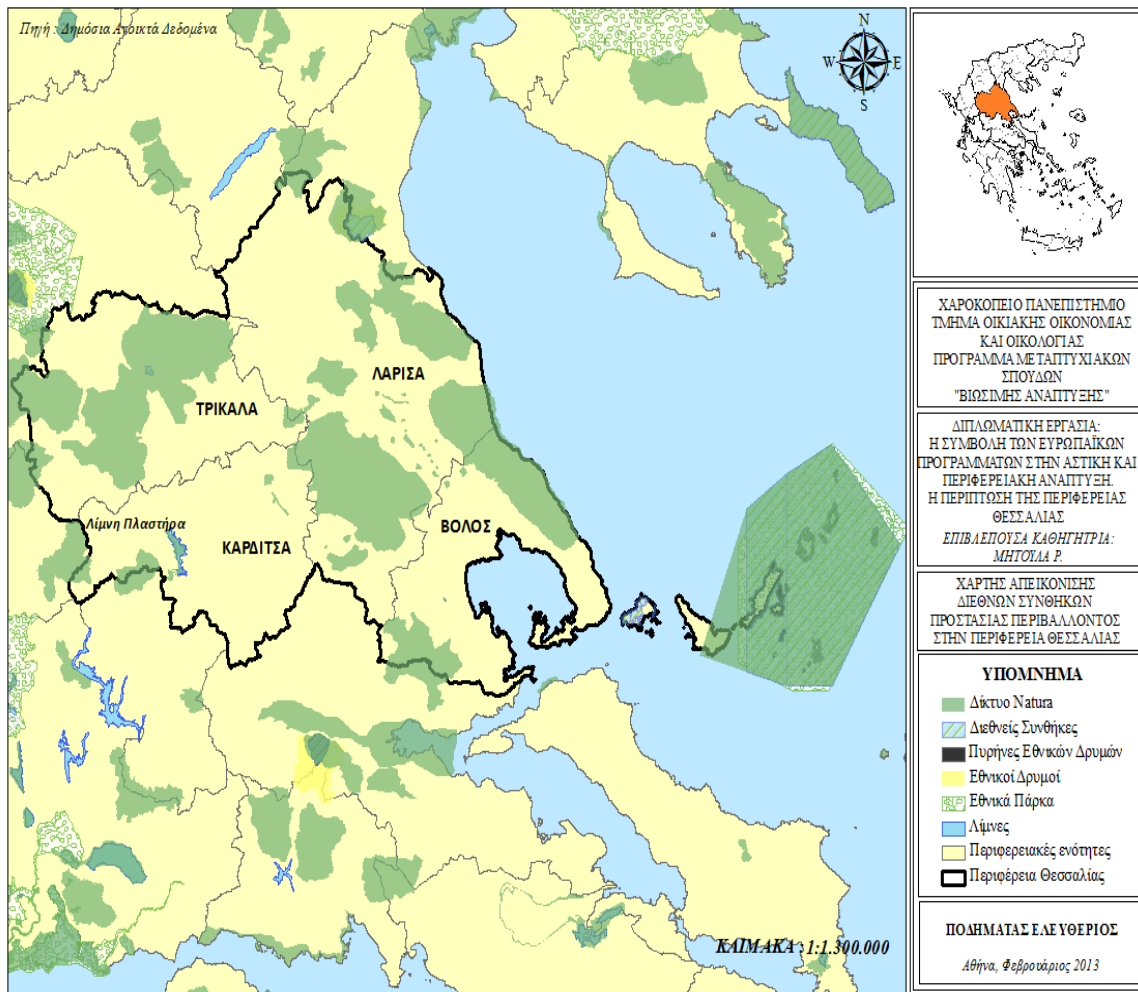 Πηγή : Δημόσια Ανοικτά Δεδομένα
N
W E
S
ΛΑΡΙΣΑ
ΤΡΙΚΑΛΑ
Λίμνη Πλαστήρα
ΚΑΡΔΙΤΣΑ
ΒΟΛΟΣ
ΚΛΙΜΑΚΑ : 1:1.300.000
ΧΑΡΟΚΟΠΕΙΟ ΠΑΝΕΠΙΣΤΗΜΙΟ
ΤΜΗΜΑ ΟΙΚΙΑΚΗΣ ΟΙΚΟΝΟΜΙΑΣ
ΚΑΙ ΟΙΚΟΛΟΓΙΑΣ
ΠΡΟΓΡΑΜΜΑ ΜΕΤΑΠΤΥΧΙΑΚΩΝ
ΣΠΟΥΔΩΝ
"ΒΙΩΣΙΜΗΣ ΑΝΑΠΤΥΞΗΣ"
ΔΙΠΛΩΜΑΤΙΚΗ ΕΡΓΑΣΙΑ:
Η ΣΥΜΒΟΛΗ ΤΩΝ ΕΥΡΩΠΑΪΚΩΝ
ΠΡΟΓΡΑΜΜΑΤΩΝ ΣΤΗΝ ΑΣΤΙΚΗ ΚΑΙ
ΠΕΡΙΦΕΡΕΙΑΚΗ ΑΝΑΠΤΥΞΗ.
Η ΠΕΡΙΠΤΩΣΗ ΤΗΣ ΠΕΡΙΦΕΡΕΙΑΣ
ΘΕΣΣΑΛΙΑΣ
ΕΠΙΒΛΕΠΟΥΣΑ ΚΑΘΗΓΗΤΡΙΑ:
ΜΗΤΟΥΛΑ Ρ.
ΧΑΡΤΗΣ ΑΠΕΙΚΟΝΙΣΗΣ
ΔΙΕΘΝΩΝ ΣΥΝΘΗΚΩΝ
ΠΡΟΣΤΑΣΙΑΣ ΠΕΡΙΒΑΛΛΟΝΤΟΣ
ΣΤΗΝ ΠΕΡΙΦΕΡΕΙΑ ΘΕΣΣΑΛΙΑΣ
ΥΠΟΜΝΗΜΑ
Δίκτυο Natura
Διεθνείς Συνθήκες
Πυρήνες Εθνικών Δρυμών
Εθνικοί Δρυμοί
Εθνικά Πάρκα
Λίμνες
Περιφερειακές ενότητες
Περιφέρεια Θεσσαλίας
ΠΟΔΗΜΑΤΑΣ ΕΛΕΥΘΕΡΙΟΣ
Αθήνα, Φεβρουάριος 2013